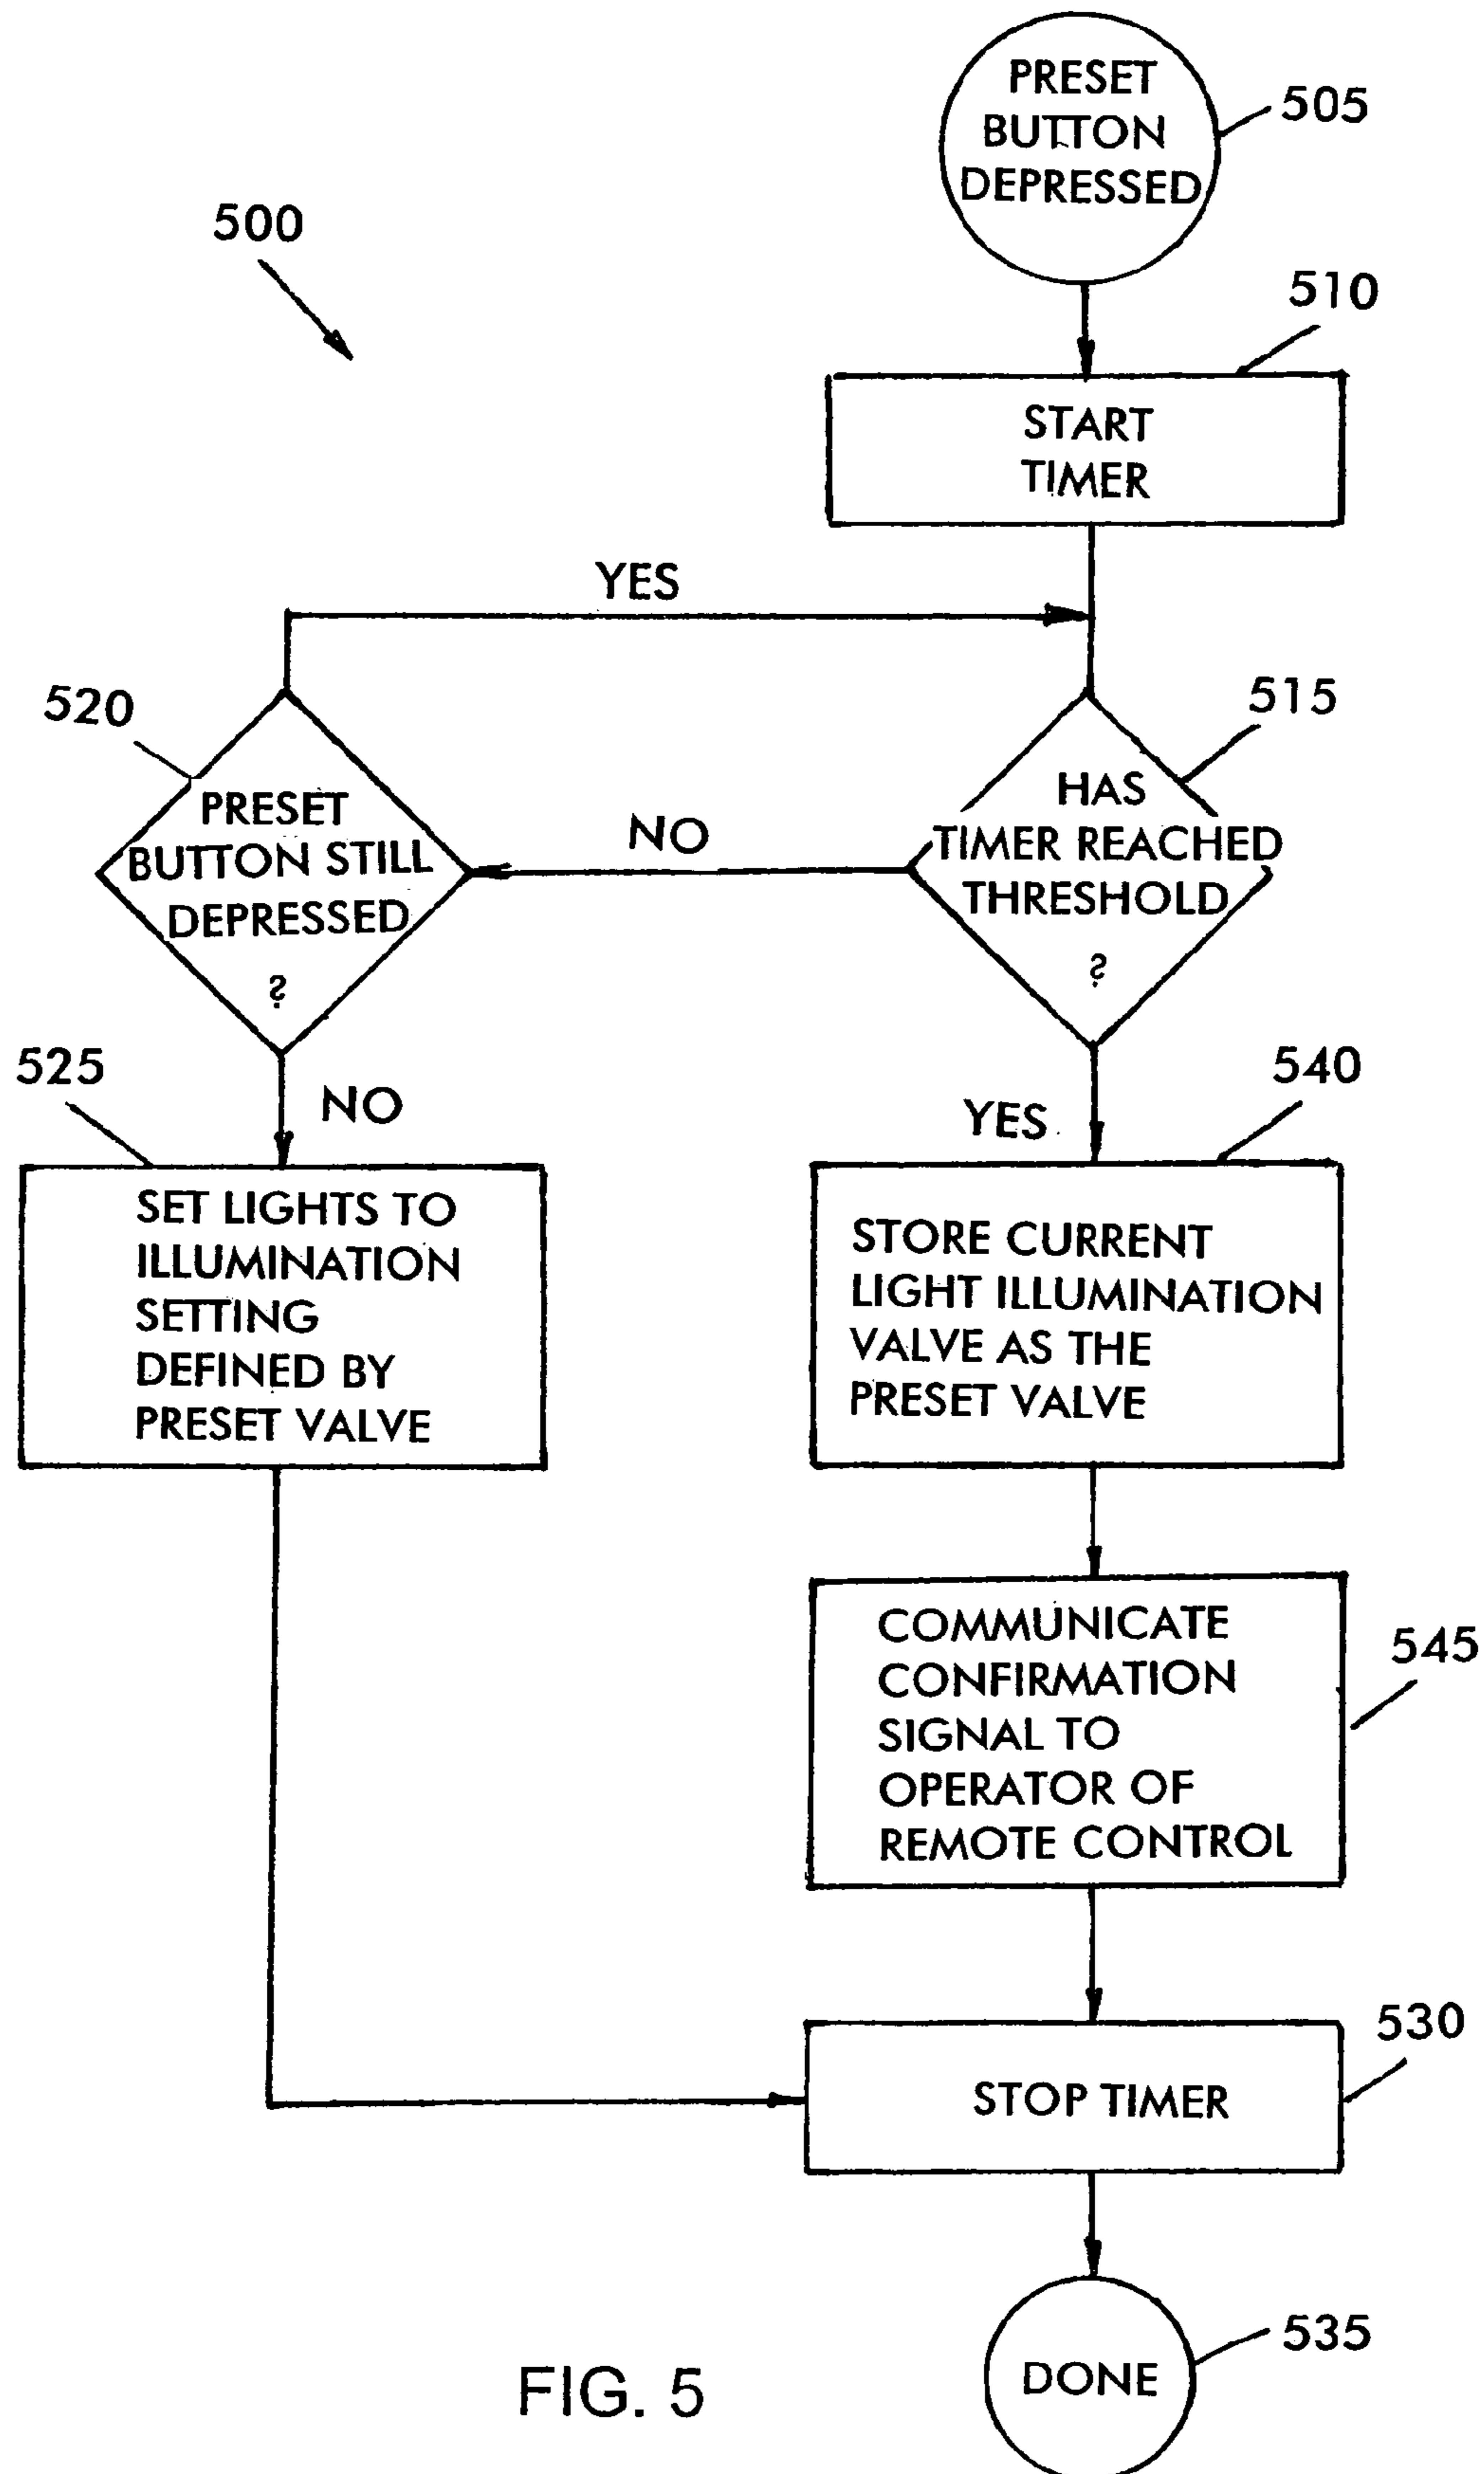 PRESET
BUTTON
DEPRESSED
505
500
510
START
TIMER
YES
520
515
PRESET
BUTTON STILL
DEPRESSED
?
NO
HAS
TIMER REACHED
THRESHOLD
?
525
NO
540
YES
SET LIGHTS TO
ILLUMINATION
SETTING
DEFINED BY
PRESET VALVE
STORE CURRENT
LIGHT ILLUMINATION
VALVE AS THE
PRESET VALVE
COMMUNICATE
CONFIRMATION
SIGNAL TO
OPERATOR OF
REMOTE CONTROL
545
530
STOP TIMER
535
DONE
FIG. 5